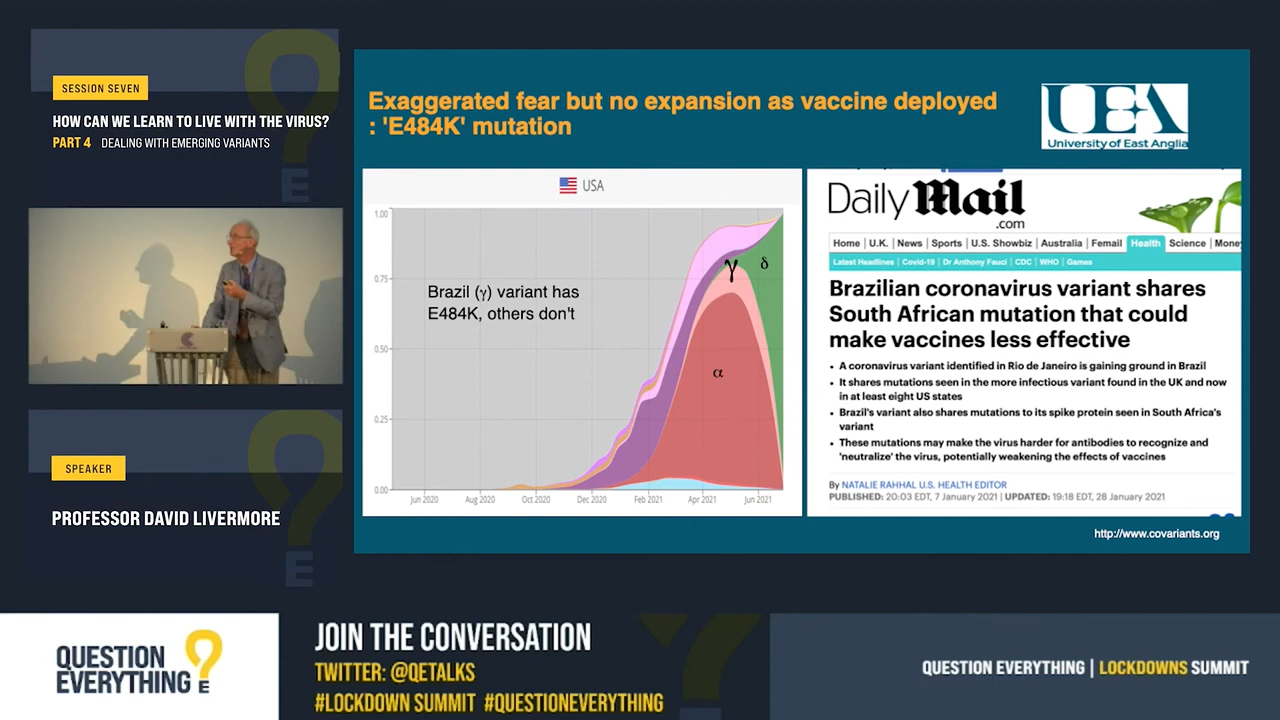 SESSION SEVEN
HOW CAN WE LEARN TO LIVE WITH THE VIRUS?
PART 4 DEALING WITH EMERGING VARIANTS
E
SPEAKER
PROFESSOR DAVID LIVERMORE
E
Exaggerated fear but no expansion as vaccine deployed
: 'E484K' mutation
UEA
University of East Anglia
USA
1.00
0.75
0.50
0.25
0.00
Brazil (γ) variant has
E484K, others don't
γ
δ
α
Jun 2020 Aug 2020 Oct 2020 Dec 2020 Feb 2021 Apr 2021 Jun 2021
Daily Mail
.com
Home U.K. News Sports U.S. Showbiz Australia Femail Health Science Money
Latest Headlines Covid-19 Dr Anthony Fauci CDC WHO Games
Brazilian coronavirus variant shares
South African mutation that could
make vaccines less effective
• A coronavirus variant identified in Rio de Janeiro is gaining ground in Brazil
• It shares mutations seen in the more infectious variant found in the UK and now
in at least eight US states
• Brazil's variant also shares mutations to its spike protein seen in South Africa's
variant
• These mutations may make the virus harder for antibodies to recognize and
'neutralize' the virus, potentially weakening the effects of vaccines
By NATALIE RAHHAL U.S. HEALTH EDITOR
PUBLISHED: 20:03 EDT, 7 January 2021 | UPDATED: 19:18 EDT, 28 January 2021
http://www.covariants.org
QUESTION
EVERYTHING
?
E
JOIN THE CONVERSATION
TWITTER: @QETALKS
#LOCKDOWN SUMMIT #QUESTIONEVERYTHING
QUESTION EVERYTHING | LOCKDOWNS SUMMIT